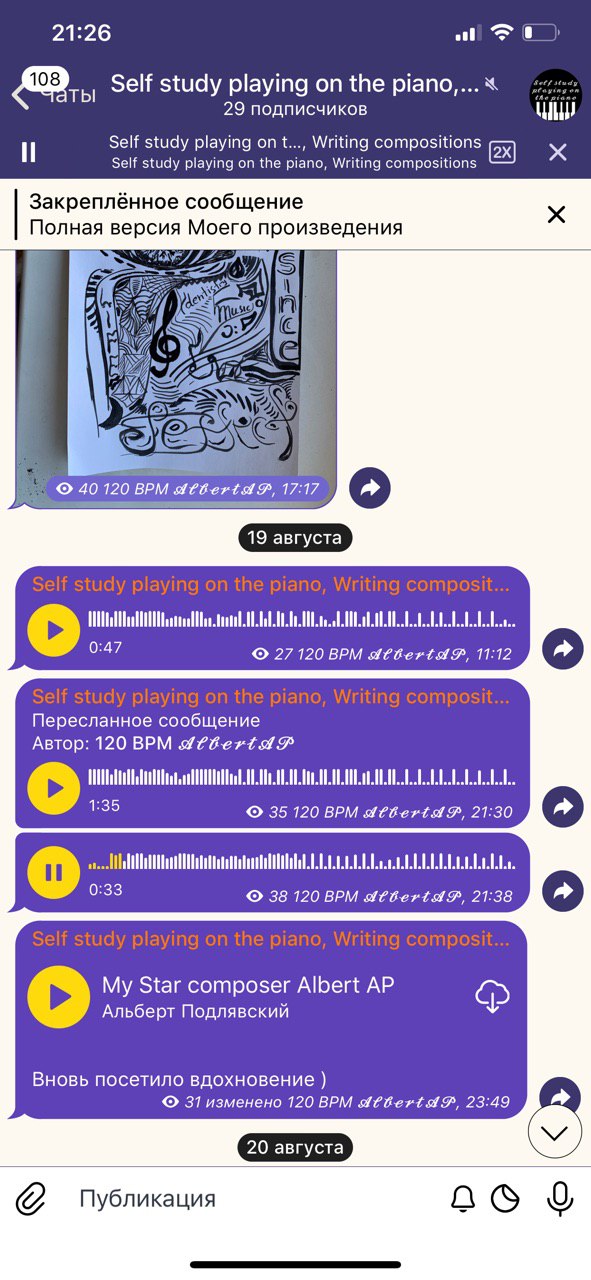 21:26
108
Чаты
Self study playing on the piano,...
29 подписчиков
Self study playing on the piano
Self study playing on t..., Writing compositions
Self study playing on the piano, Writing compositions
2X
Закреплённое сообщение
Полная версия Моего произведения
Since
dentista
Music
40 120 BPM 𝓐𝓵𝓫𝓮𝓻𝓽𝓐𝓟, 17:17
19 августа
Self study playing on the piano, Writing composit...
0:47
27 120 BPM 𝓐𝓵𝓫𝓮𝓻𝓽𝓐𝓟, 11:12
Self study playing on the piano, Writing composit...
Пересланное сообщение
Автор: 120 BPM 𝓐𝓵𝓫𝓮𝓻𝓽𝓐𝓟
1:35
35 120 BPM 𝓐𝓵𝓫𝓮𝓻𝓽𝓐𝓟, 21:30
0:33
38 120 BPM 𝓐𝓵𝓫𝓮𝓻𝓽𝓐𝓟, 21:38
Self study playing on the piano, Writing composit...
My Star composer Albert AP
Альберт Подлявский
Вновь посетило вдохновение )
31 изменено 120 BPM 𝓐𝓵𝓫𝓮𝓻𝓽𝓐𝓟, 23:49
20 августа
Публикация